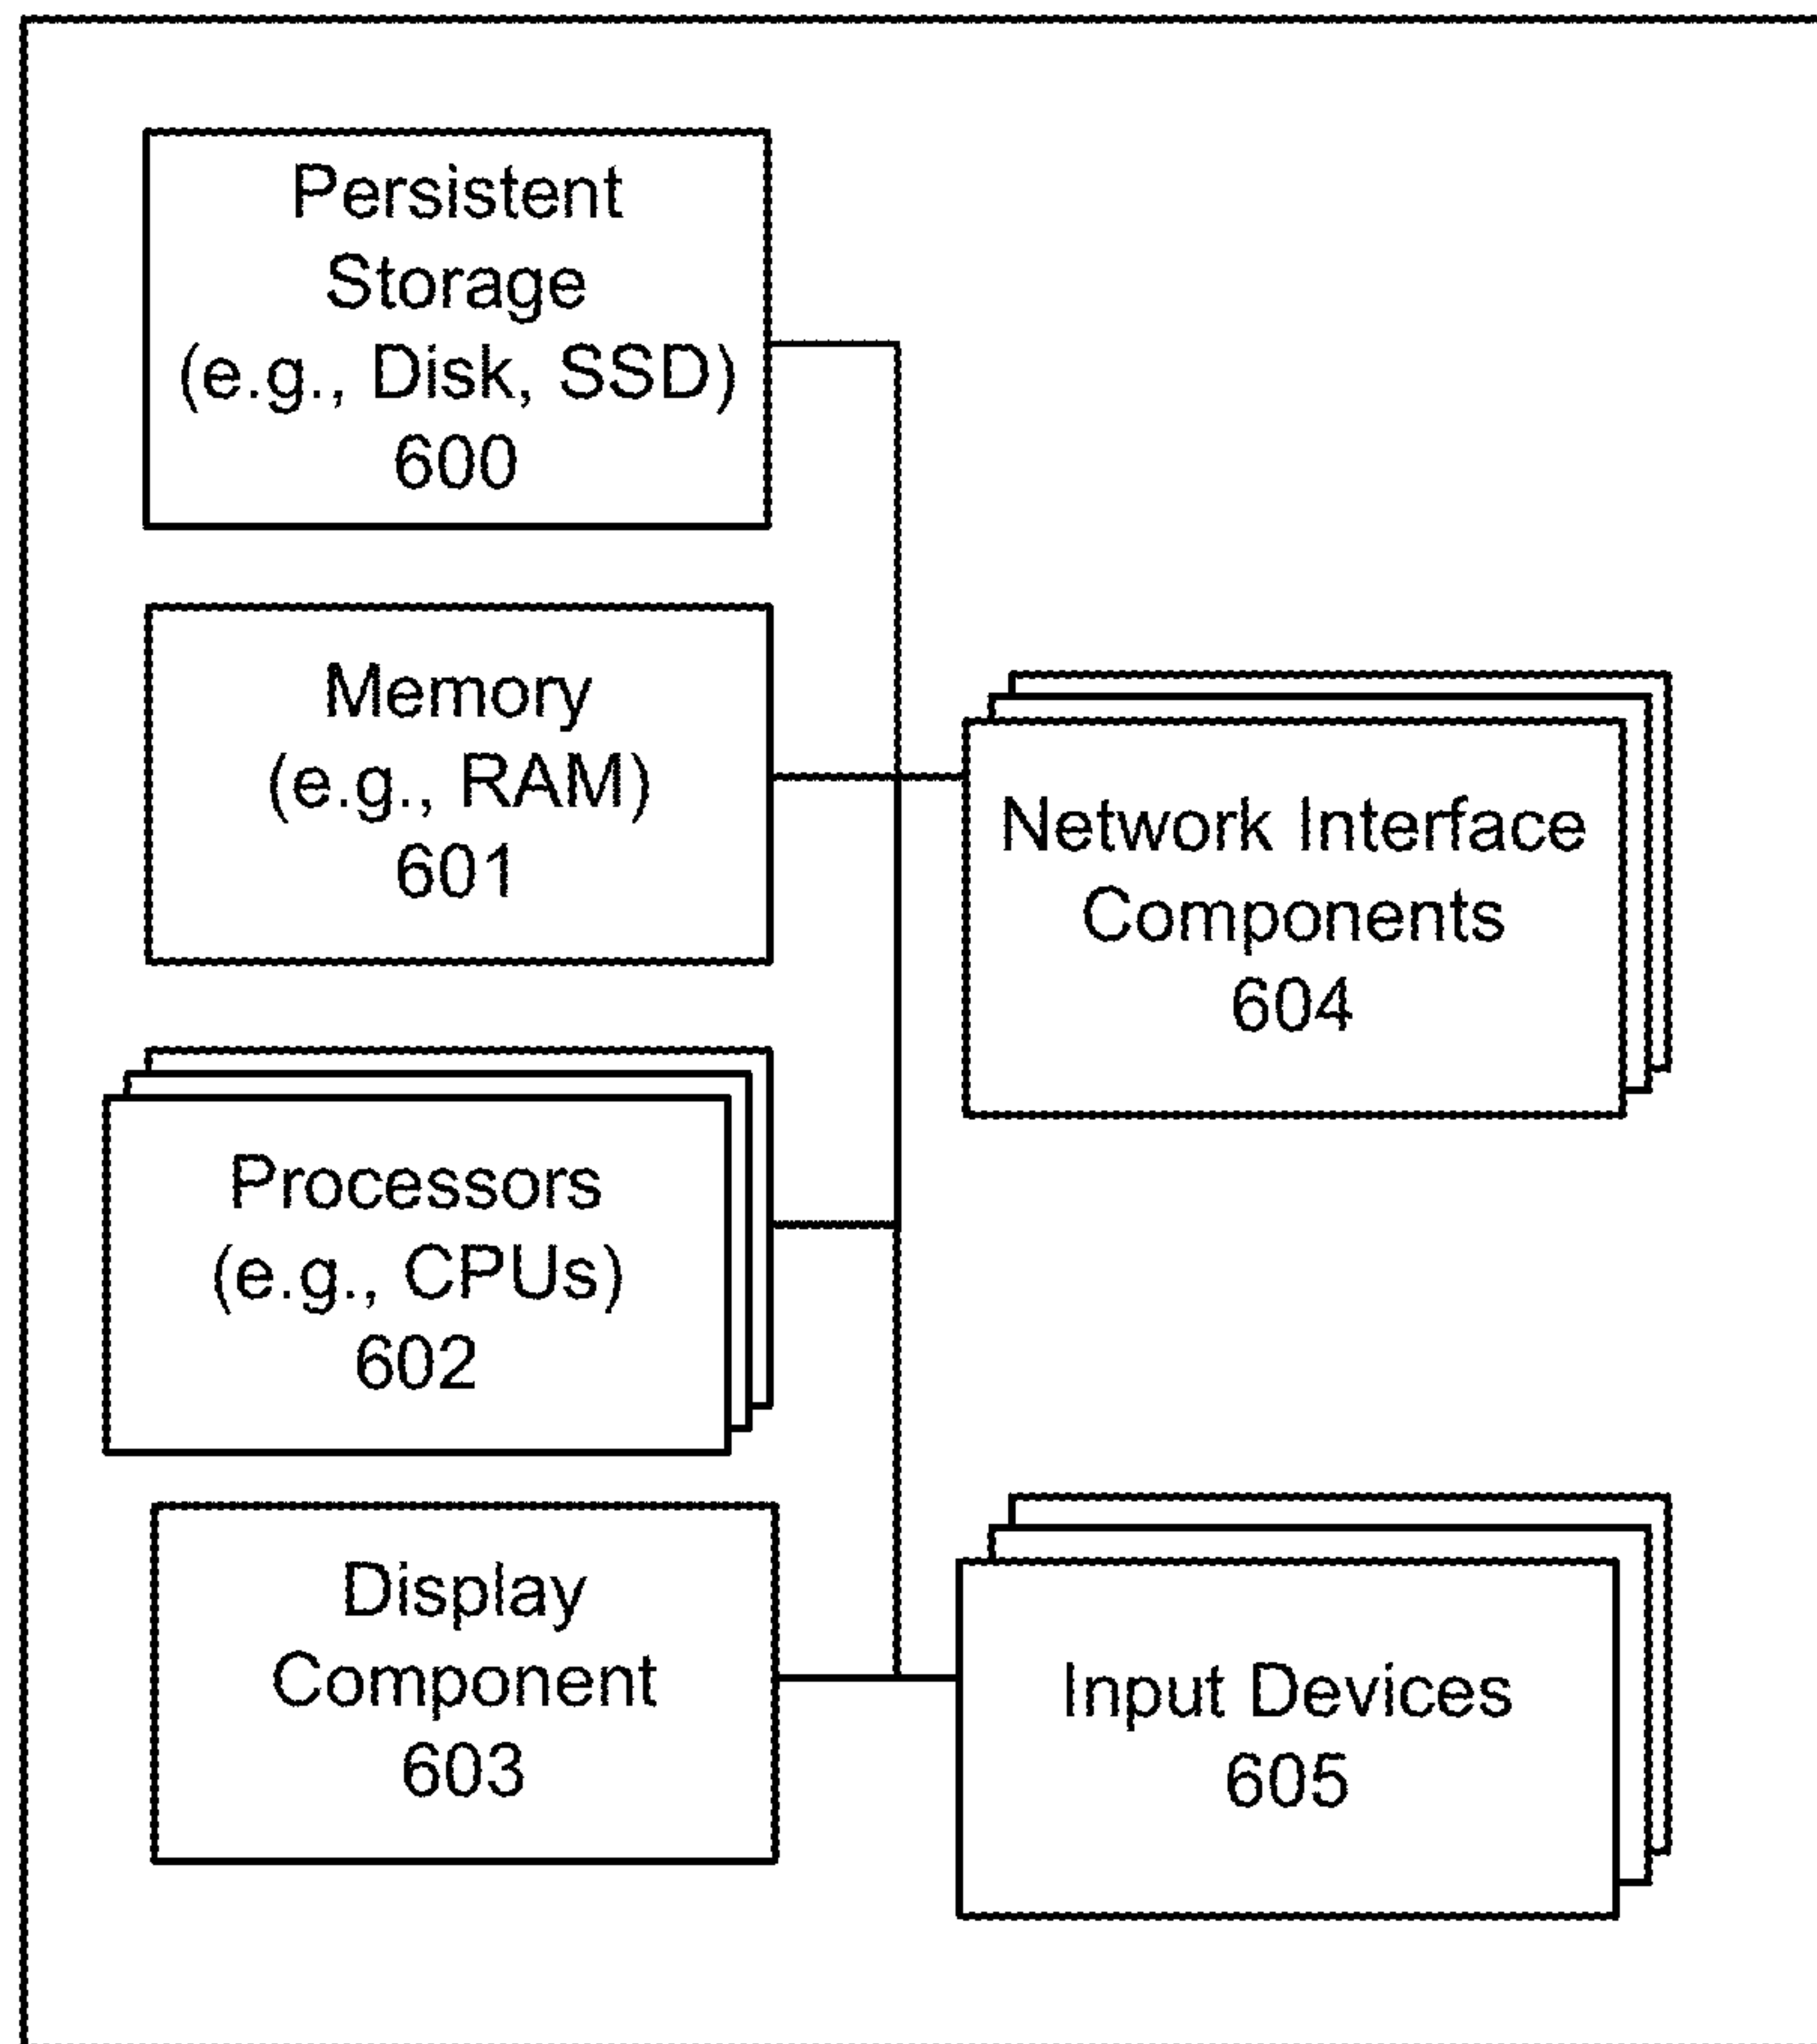 Persistent
Storage
(e.g., Disk, SSD)
600
Memory
(e.g., RAM)
601
Processors
(e.g., CPUs)
602
Display
Component
603
Network Interface
Components
604
Input Devices
605